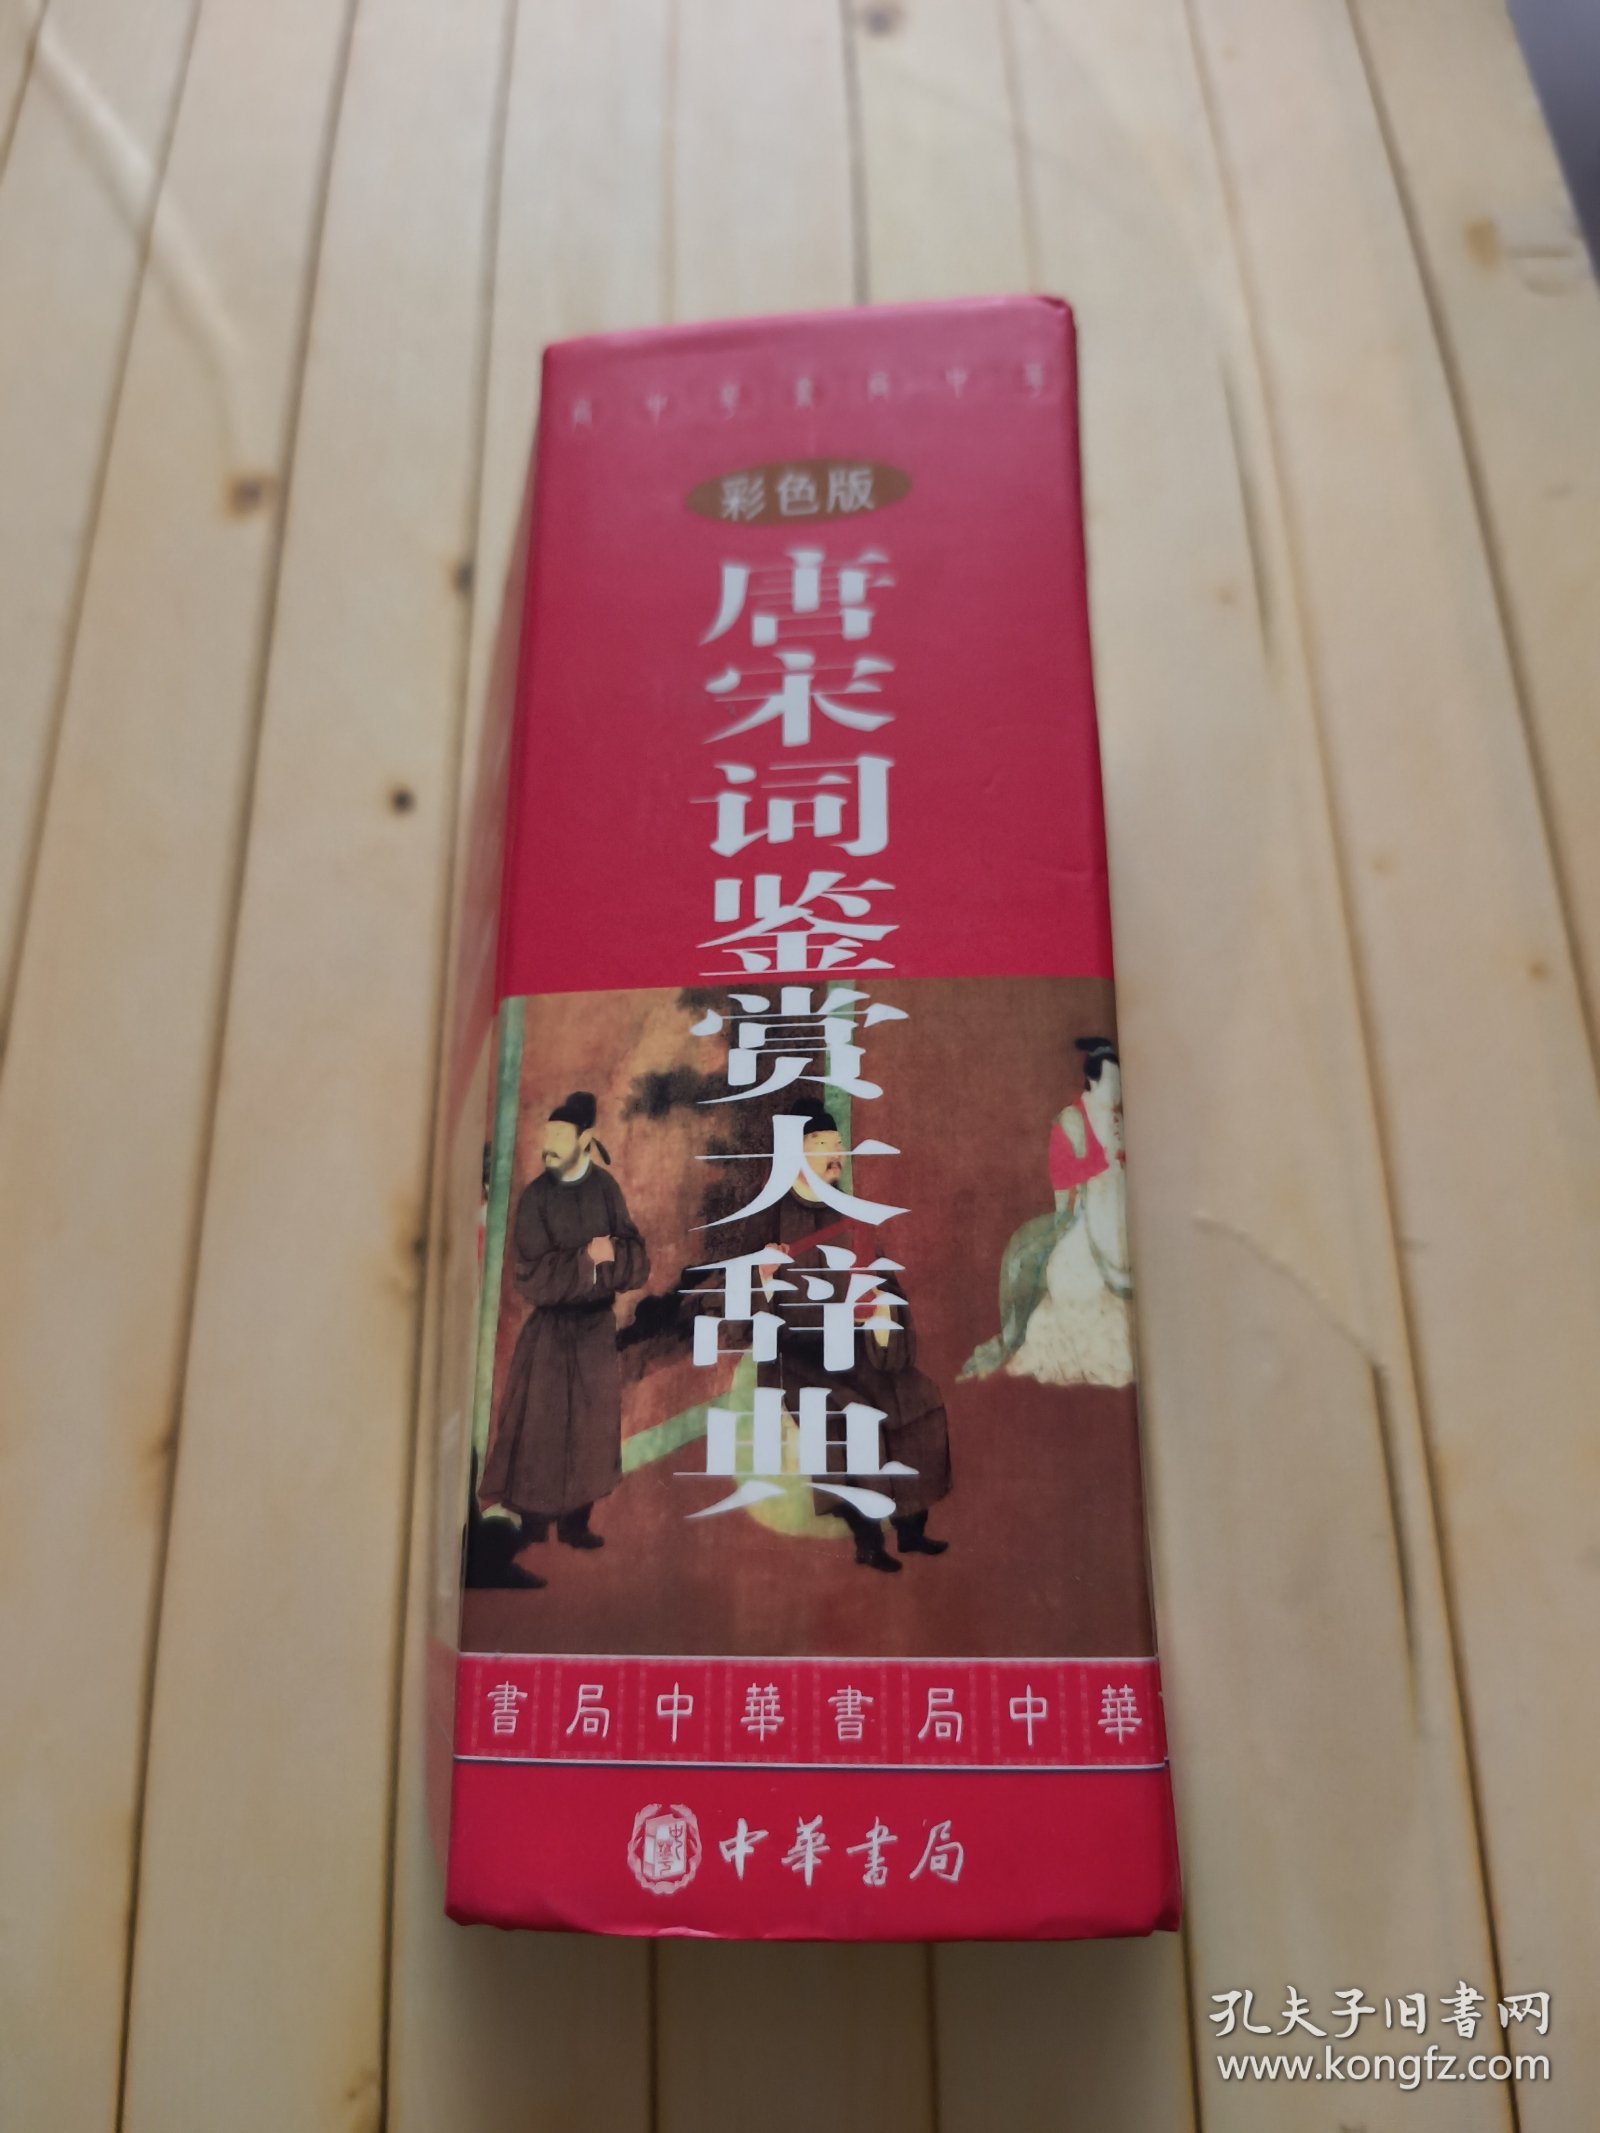 彩色版
唐宋词鉴赏大辞典
書局中華書局中華
中華書局
孔夫子旧书网
www.kongfz.com